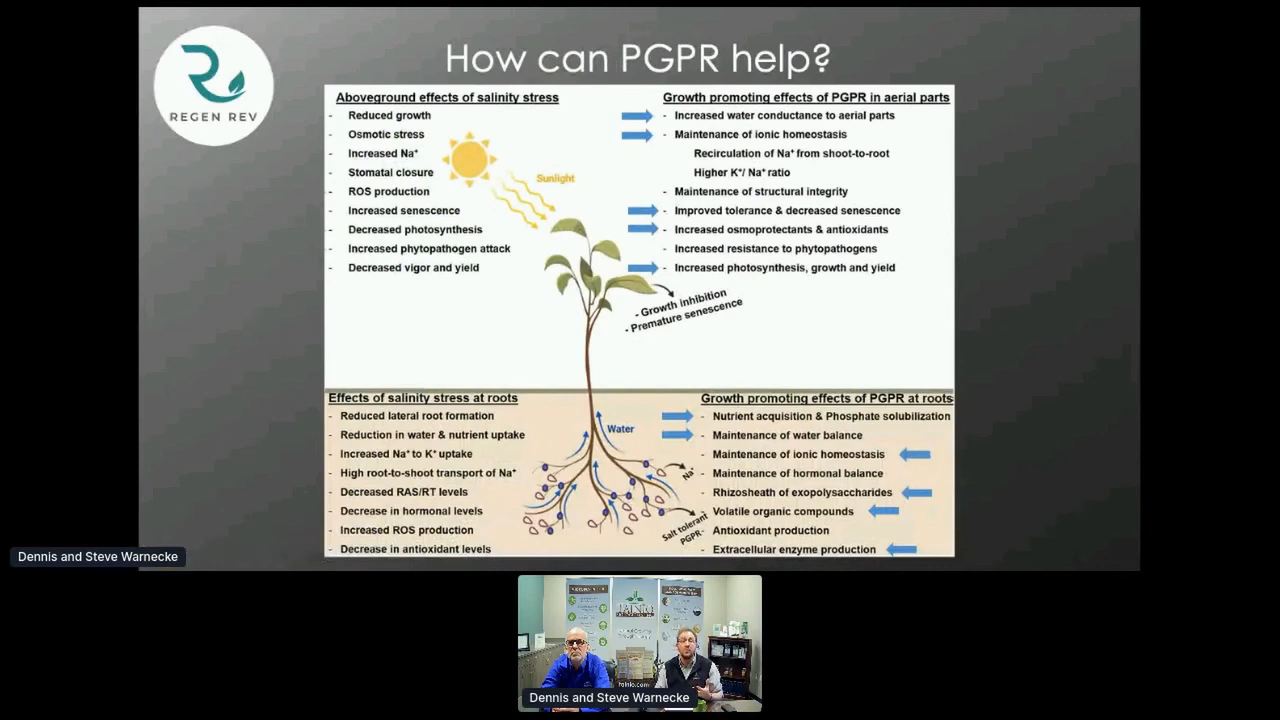 How can PGPR help?
REGEN REV
Aboveground effects of salinity stress
- Reduced growth
- Osmotic stress
- Increased Na⁺
- Stomatal closure
- ROS production
- Increased senescence
- Decreased photosynthesis
- Increased phytopathogen attack
- Decreased vigor and yield
Sunlight
Growth promoting effects of PGPR in aerial parts
- Increased water conductance to aerial parts
- Maintenance of ionic homeostasis
Recirculation of Na⁺ from shoot-to-root
Higher K⁺/ Na⁺ ratio
- Maintenance of structural integrity
- Improved tolerance & decreased senescence
- Increased osmoprotectants & antioxidants
- Increased resistance to phytopathogens
- Increased photosynthesis, growth and yield
- Growth inhibition
- Premature senescence
Effects of salinity stress at roots
- Reduced lateral root formation
- Reduction in water & nutrient uptake
- Increased Na⁺ to K⁺ uptake
- High root-to-shoot transport of Na⁺
- Decreased RAS/RT levels
- Decrease in hormonal levels
- Increased ROS production
- Decrease in antioxidant levels
Water
Na⁺
Salt tolerant
PGPR
Growth promoting effects of PGPR at roots
- Nutrient acquisition & Phosphate solubilization
- Maintenance of water balance
- Maintenance of ionic homeostasis
- Maintenance of hormonal balance
- Rhizosheath of exopolysaccharides
- Volatile organic compounds
- Antioxidant production
- Extracellular enzyme production
Dennis and Steve Warnecke
TAINIO
tainio.com
Dennis and Steve Warnecke